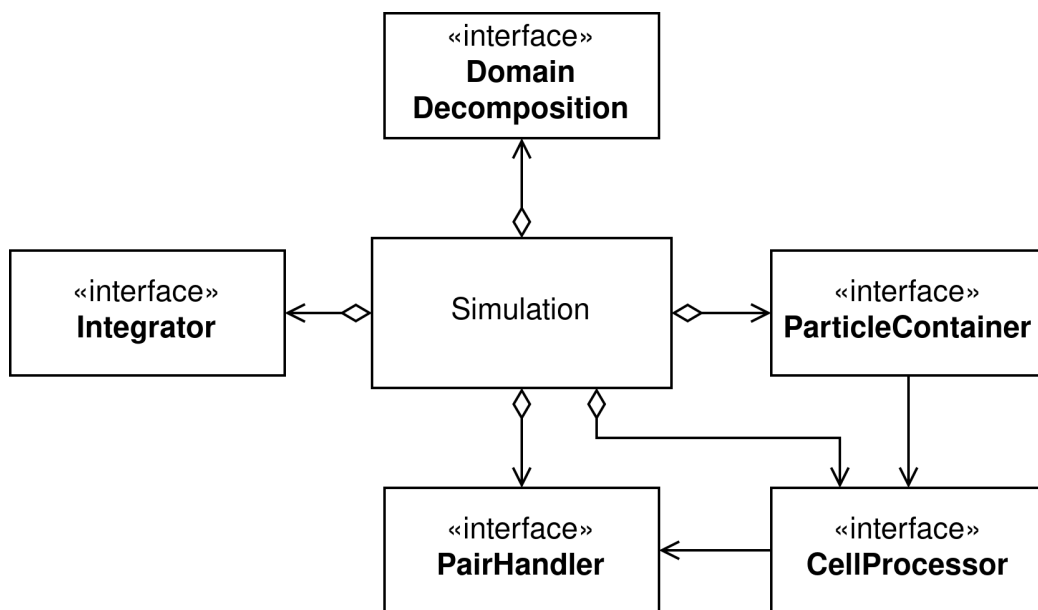 «interface»
Domain
Decomposition
«interface»
Integrator
Simulation
«interface»
ParticleContainer
«interface»
PairHandler
«interface»
CellProcessor